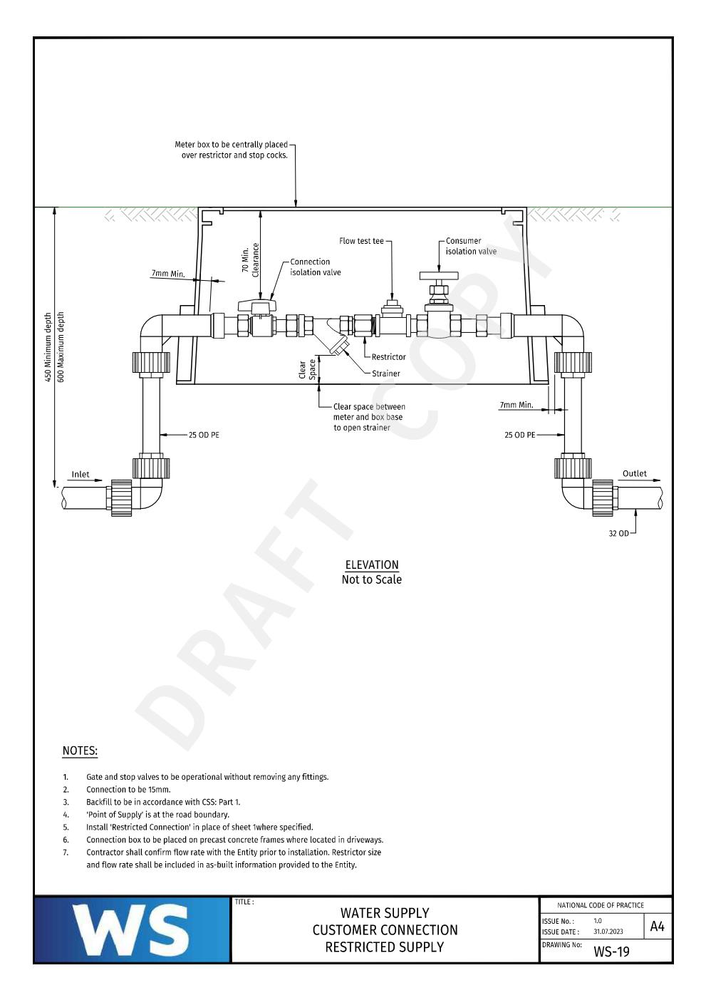 Meter box to be centrally placed
over restrictor and stop cocks.
Flow test tee
Consumer
isolation valve
70 Min.
Clearance
Connection
isolation valve
7mm Min.
450 Minimum depth
600 Maximum depth
Restrictor
Clear
Space
Strainer
Clear space between
meter and box base
to open strainer
7mm Min.
25 OD PE
25 OD PE
Inlet
Outlet
32 OD
DRAFT COPY
ELEVATION
Not to Scale
NOTES:
1. Gate and stop valves to be operational without removing any fittings.
2. Connection to be 15mm.
3. Backfill to be in accordance with CSS: Part 1.
4. 'Point of Supply' is at the road boundary.
5. Install 'Restricted Connection' in place of sheet 1where specified.
6. Connection box to be placed on precast concrete frames where located in driveways.
7. Contractor shall confirm flow rate with the Entity prior to installation. Restrictor size
and flow rate shall be included in as-built information provided to the Entity.
WS
TITLE :
WATER SUPPLY
CUSTOMER CONNECTION
RESTRICTED SUPPLY
NATIONAL CODE OF PRACTICE
ISSUE No. : 1.0
ISSUE DATE : 31.07.2023
A4
DRAWING No: WS-19